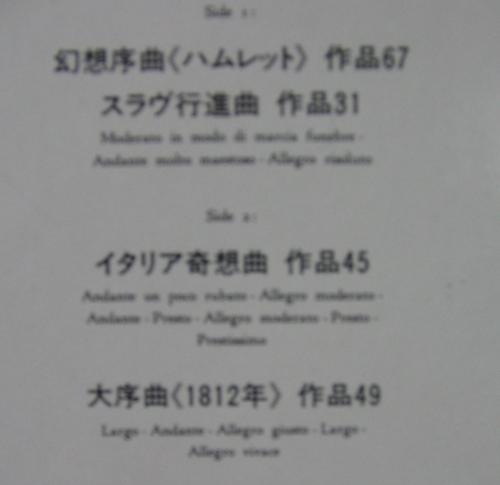 Side 1:
幻想序曲〈ハムレット〉 作品67
スラヴ行進曲 作品31
Moderato in modo di marcia funebre -
Andante molto maestoso - Allegro risoluto
Side 2:
イタリア奇想曲 作品45
Andante un poco rubato - Allegro moderato -
Andante - Presto - Allegro moderato - Presto -
Prestissimo
大序曲〈1812年〉 作品49
Largo - Andante - Allegro giusto - Largo -
Allegro vivace